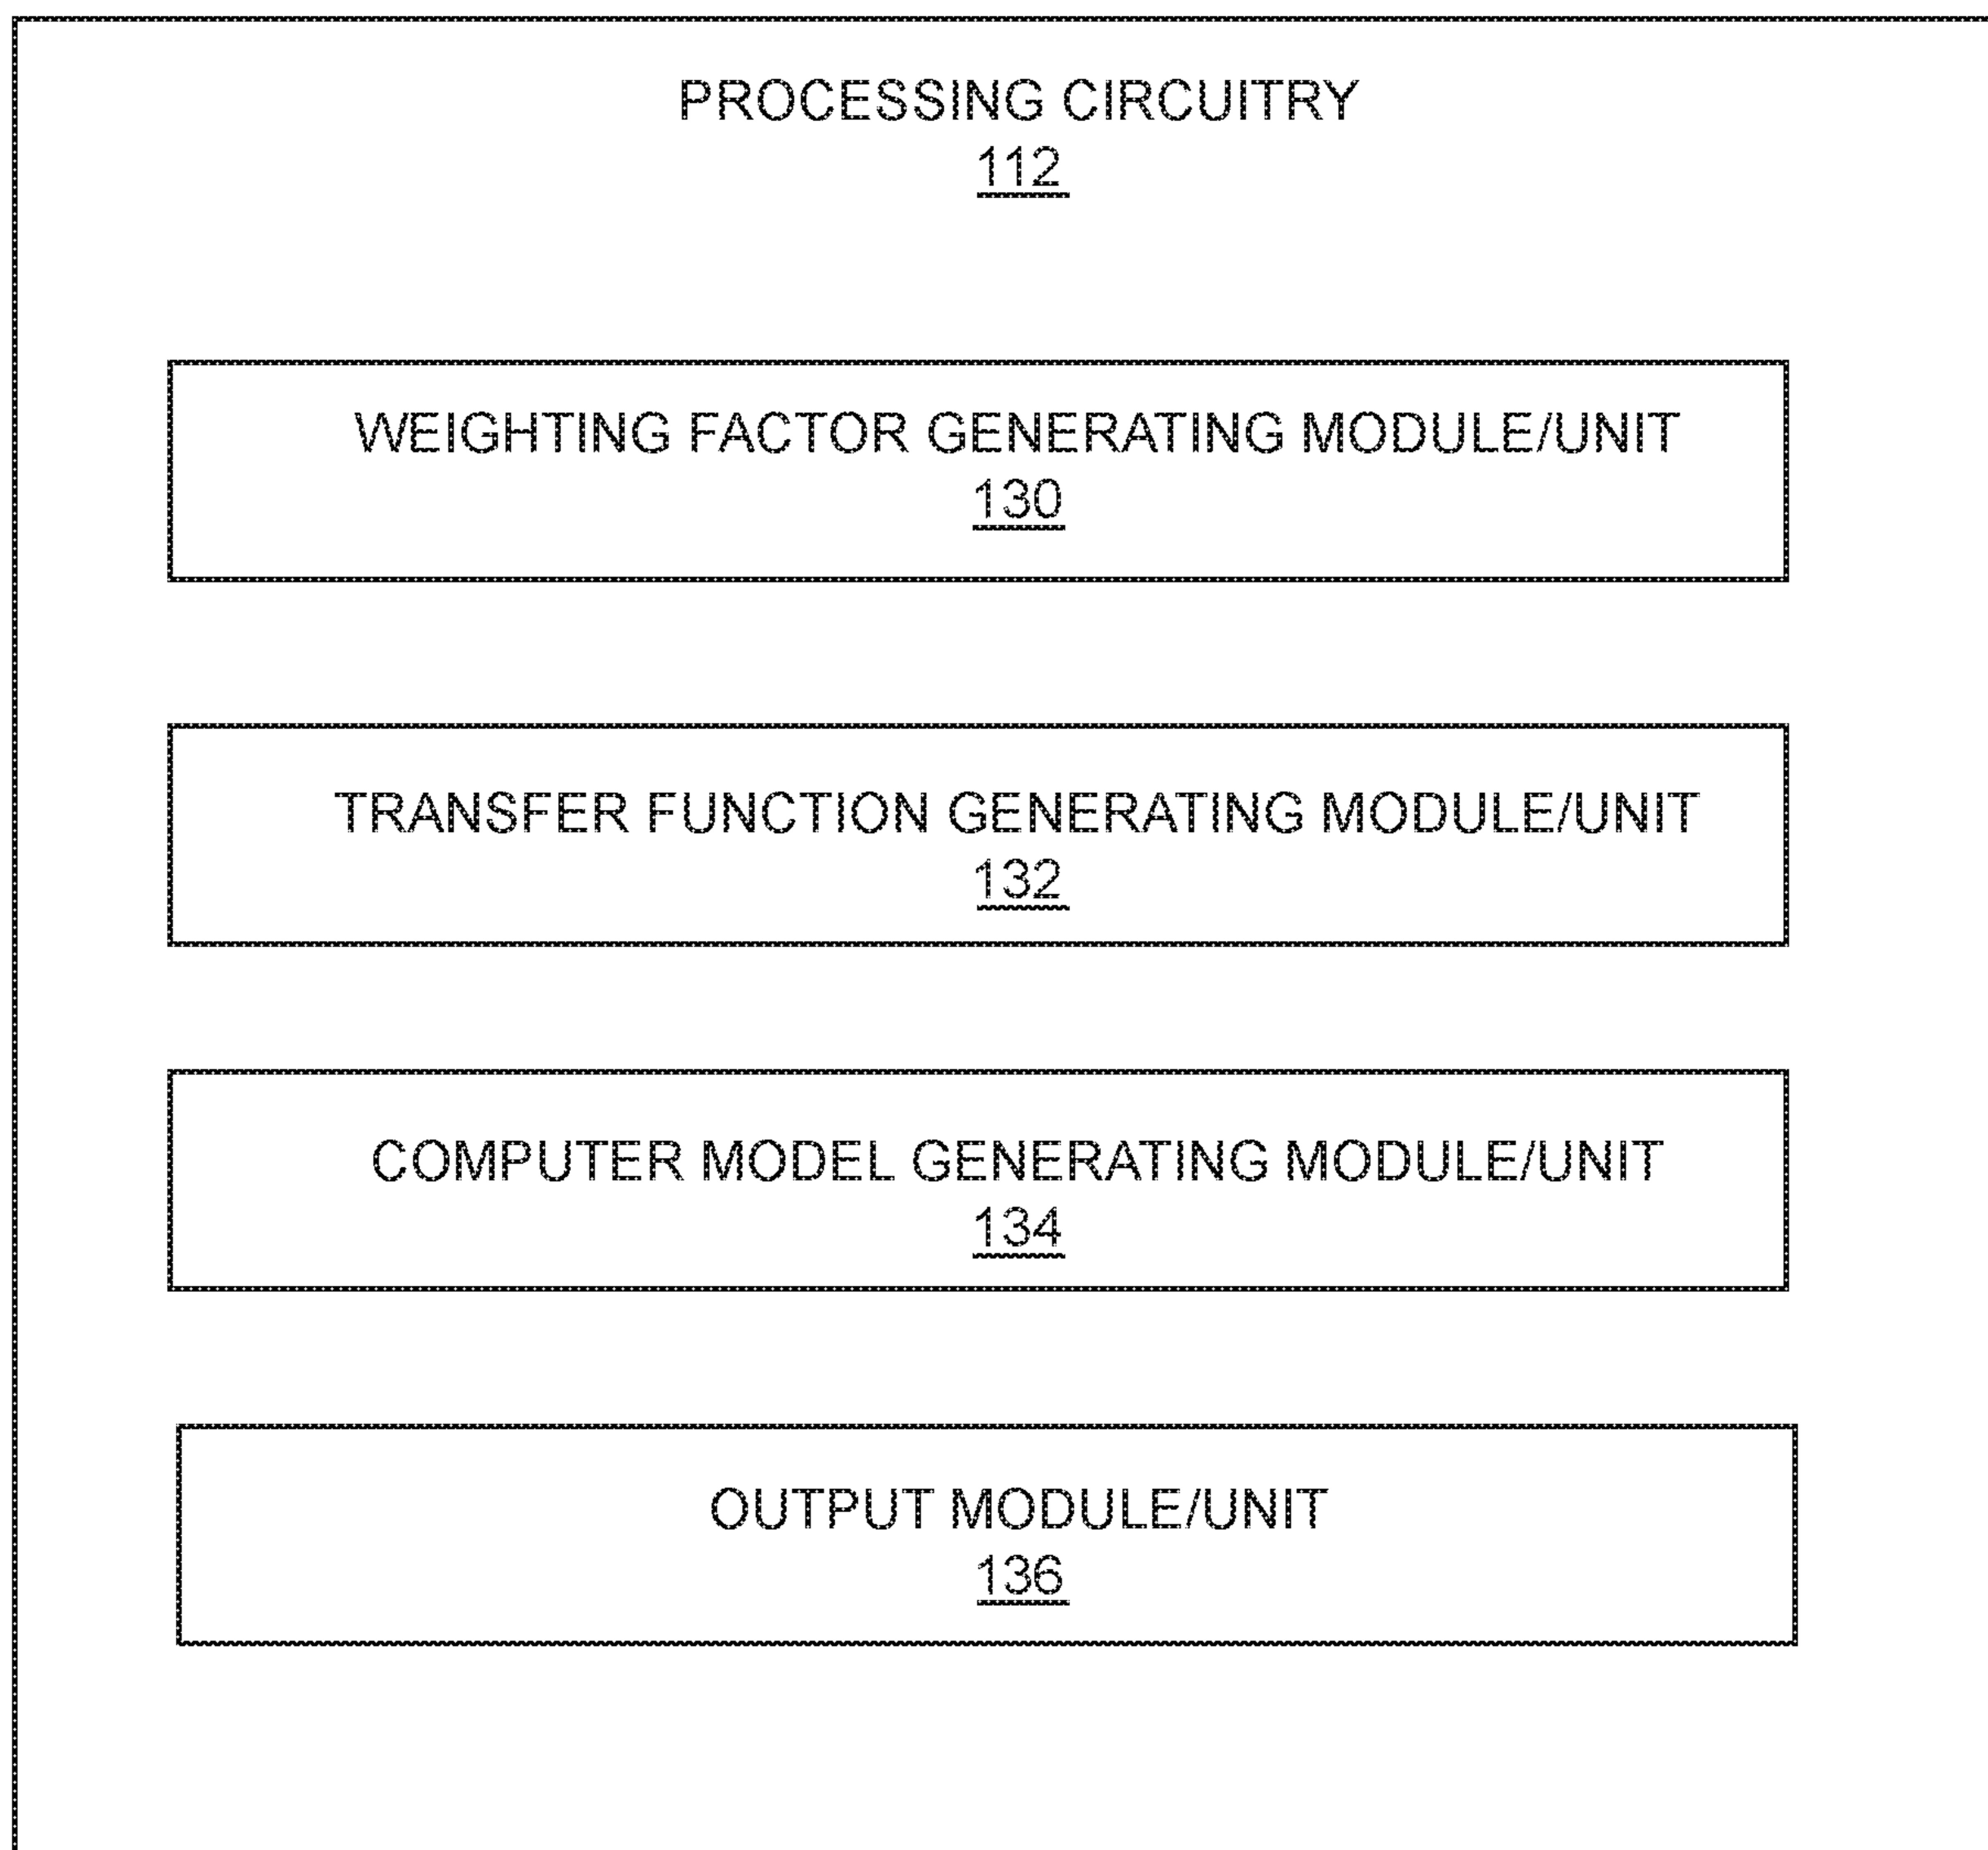 PROCESSING CIRCUITRY
112
WEIGHTING FACTOR GENERATING MODULE/UNIT
130
TRANSFER FUNCTION GENERATING MODULE/UNIT
132
COMPUTER MODEL GENERATING MODULE/UNIT
134
OUTPUT MODULE/UNIT
136